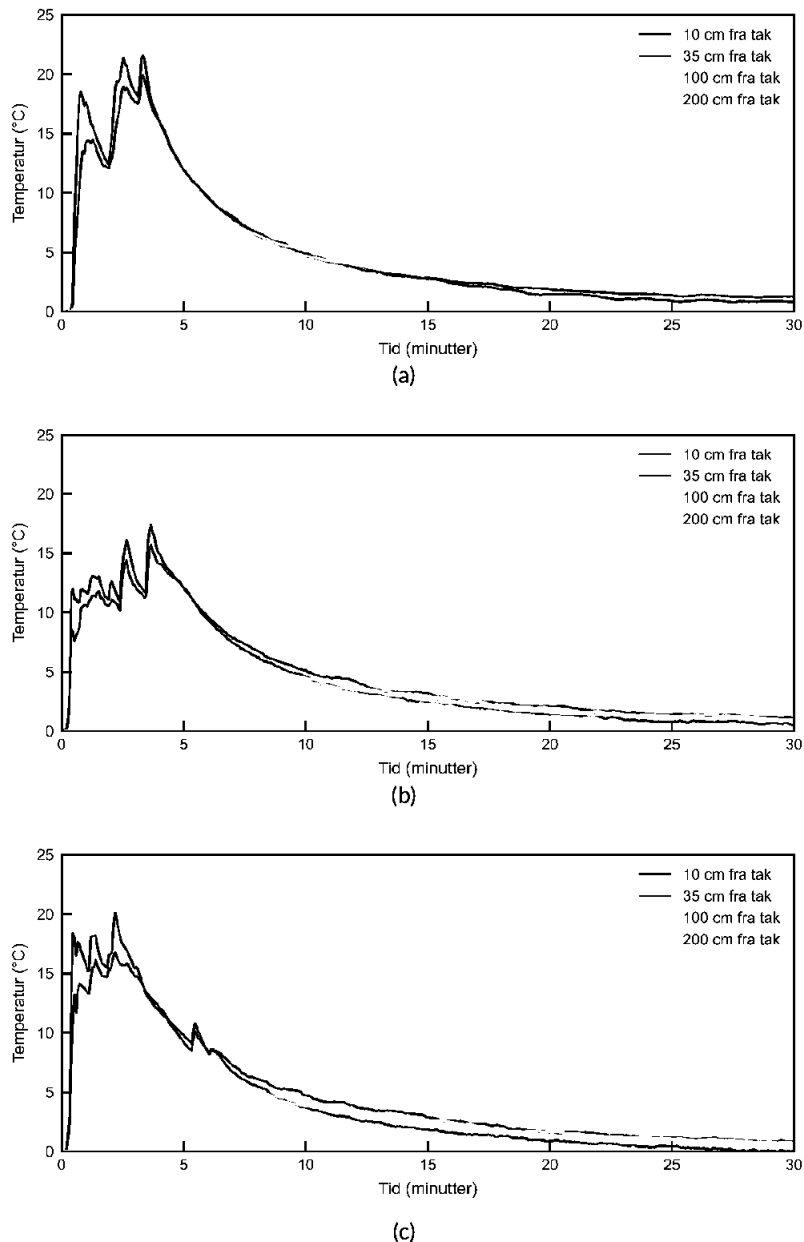 25
20
15
10
5
0
Temperatur (°C)
10 cm fra tak
35 cm fra tak
100 cm fra tak
200 cm fra tak
0 5 10 15 20 25 30
Tid (minutter)
(a)
25
20
15
10
5
0
Temperatur (°C)
10 cm fra tak
35 cm fra tak
100 cm fra tak
200 cm fra tak
0 5 10 15 20 25 30
Tid (minutter)
(b)
25
20
15
10
5
0
Temperatur (°C)
10 cm fra tak
35 cm fra tak
100 cm fra tak
200 cm fra tak
0 5 10 15 20 25 30
Tid (minutter)
(c)